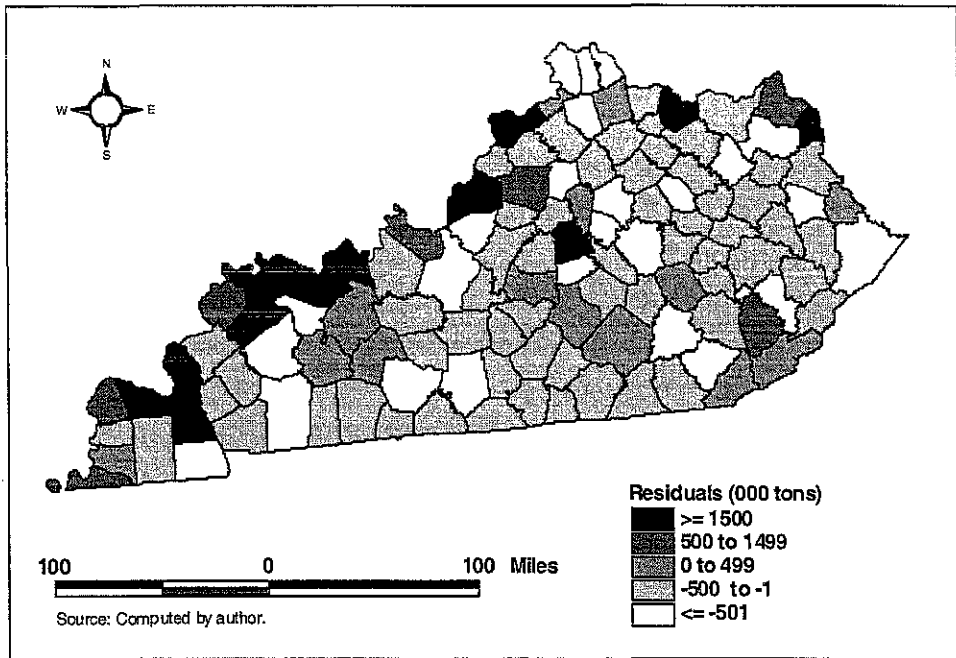 N
W E
S
Residuals (000 tons)
>= 1500
500 to 1499
0 to 499
-500 to -1
<= -501
100 0 100 Miles
Source: Computed by author.